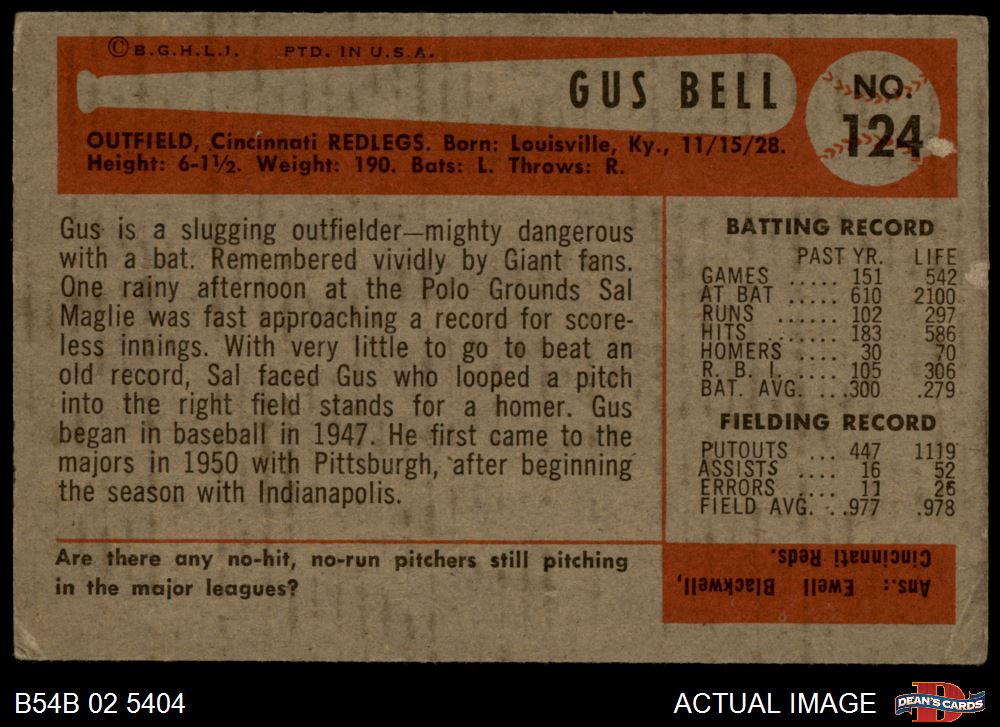 © B.G.H.L.I. PTD. IN U.S.A.
GUS BELL
NO. 124
OUTFIELD, Cincinnati REDLEGS. Born: Louisville, Ky., 11/15/28.
Height: 6-1½. Weight: 190. Bats: L. Throws: R.
Gus is a slugging outfielder—mighty dangerous
with a bat. Remembered vividly by Giant fans.
One rainy afternoon at the Polo Grounds Sal
Maglie was fast approaching a record for score-
less innings. With very little to go to beat an
old record, Sal faced Gus who looped a pitch
into the right field stands for a homer. Gus
began in baseball in 1947. He first came to the
majors in 1950 with Pittsburgh, after beginning
the season with Indianapolis.
BATTING RECORD
PAST YR. LIFE
GAMES ..... 151 542
AT BAT ..... 610 2100
RUNS ...... 102 297
HITS ....... 183 586
HOMERS .... 30 70
R. B. I. ..... 105 306
BAT. AVG. ...300 .279
FIELDING RECORD
PUTOUTS ... 447 1119
ASSISTS .... 16 52
ERRORS .... 11 26
FIELD AVG. ..977 .978
Are there any no-hit, no-run pitchers still pitching
in the major leagues?
Ans.: Ewell Blackwell,
Cincinnati Reds.
B54B 02 5404
ACTUAL IMAGE
D
DEAN'S CARDS